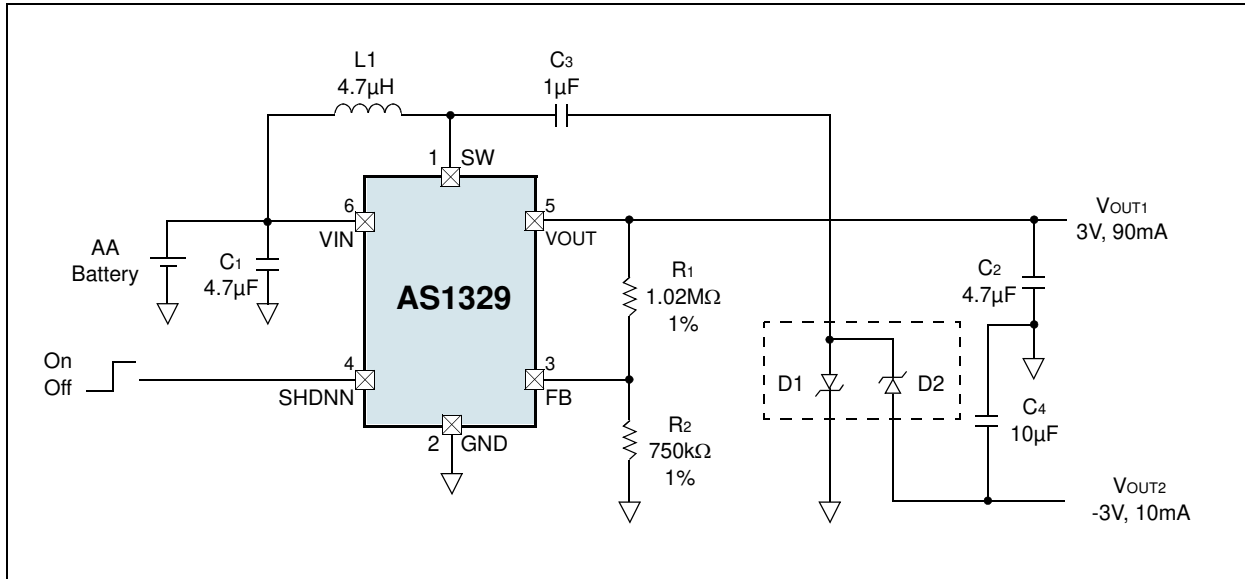 L1
4.7µH
C3
1µF
1
SW
6
VIN
5
VOUT
AA
Battery
C1
4.7µF
AS1329
R1
1.02MΩ
1%
VOUT1
3V, 90mA
C2
4.7µF
On
Off
4
SHDNN
3
FB
D1
D2
C4
10µF
2
GND
R2
750kΩ
1%
VOUT2
-3V, 10mA